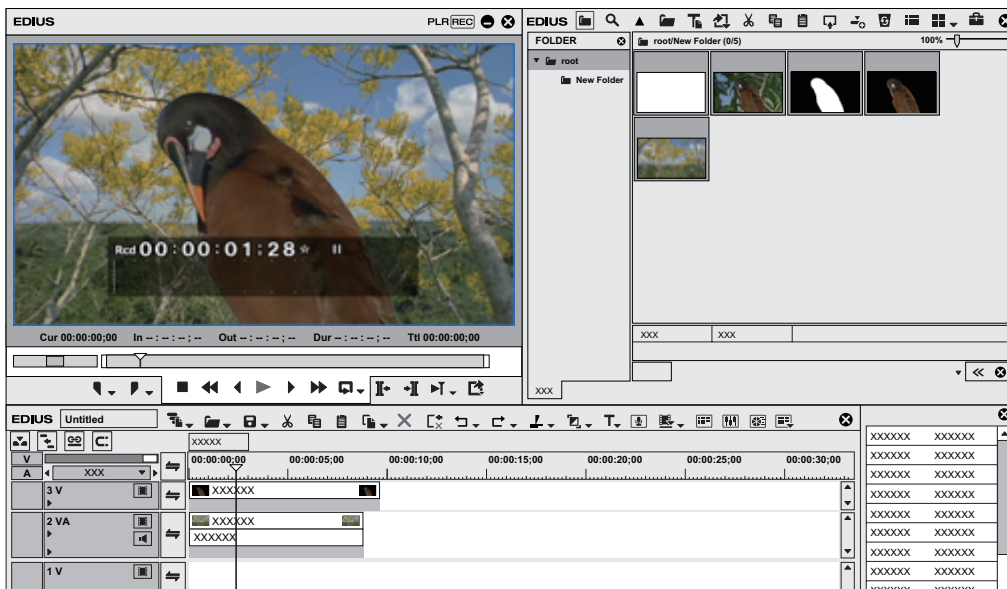 EDIUS PLR REC
Rcd 00:00:01:28
Cur 00:00:00;00 In -- : -- : -- ; -- Out -- : -- : -- ; -- Dur -- : -- : -- ; -- Ttl 00:00:00;00
EDIUS
FOLDER
root
New Folder
root/New Folder (0/5) 100%
XXX XXX
XXX
EDIUS Untitled
XXXXX
V
A XXX
00:00:00;00 00:00:05;00 00:00:10;00 00:00:15;00 00:00:20;00 00:00:25;00 00:00:30;00
3 V XXXXXX
2 VA XXXXXX
XXXXXX
1 V
XXXXXX XXXXXX
XXXXXX XXXXXX
XXXXXX XXXXXX
XXXXXX XXXXXX
XXXXXX XXXXXX
XXXXXX XXXXXX
XXXXXX XXXXXX
XXXXXX XXXXXX
XXXXXX XXXXXX